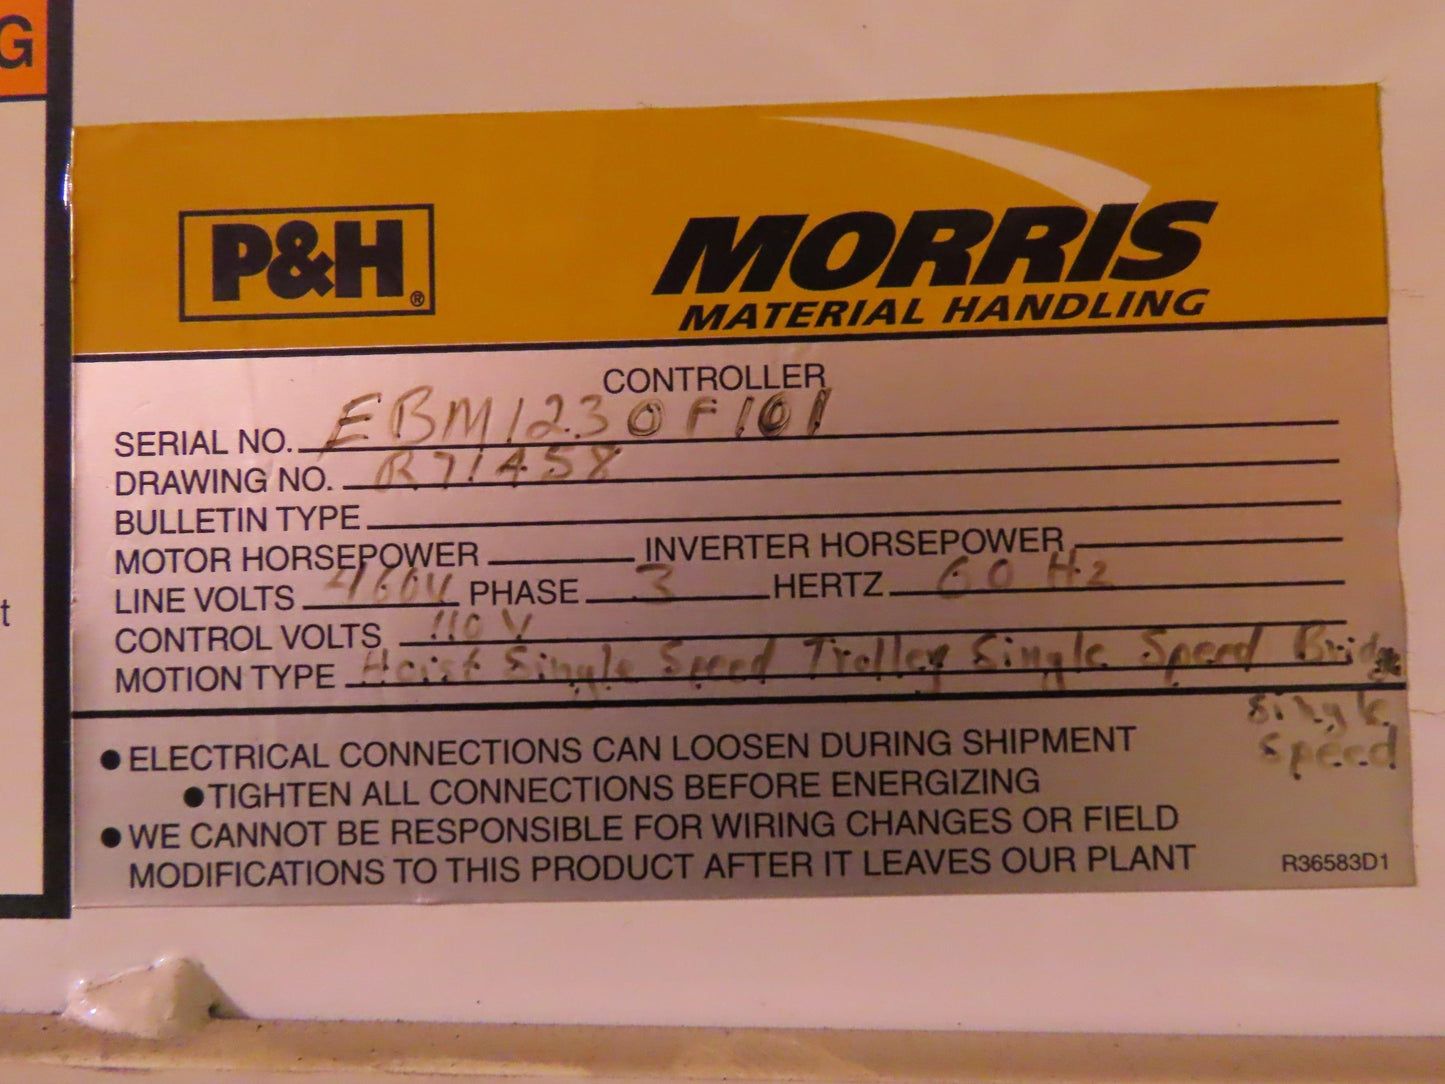 G
t
P&H®
MORRIS
MATERIAL HANDLING
CONTROLLER
SERIAL NO. EBM1230F101
DRAWING NO. R71458
BULLETIN TYPE
MOTOR HORSEPOWER INVERTER HORSEPOWER
LINE VOLTS 460V PHASE 3 HERTZ 60 Hz
CONTROL VOLTS 110 V
MOTION TYPE Hoist Single Speed Trolley Single Speed Bridge
Single
Speed
●ELECTRICAL CONNECTIONS CAN LOOSEN DURING SHIPMENT
●TIGHTEN ALL CONNECTIONS BEFORE ENERGIZING
●WE CANNOT BE RESPONSIBLE FOR WIRING CHANGES OR FIELD
MODIFICATIONS TO THIS PRODUCT AFTER IT LEAVES OUR PLANT
R36583D1